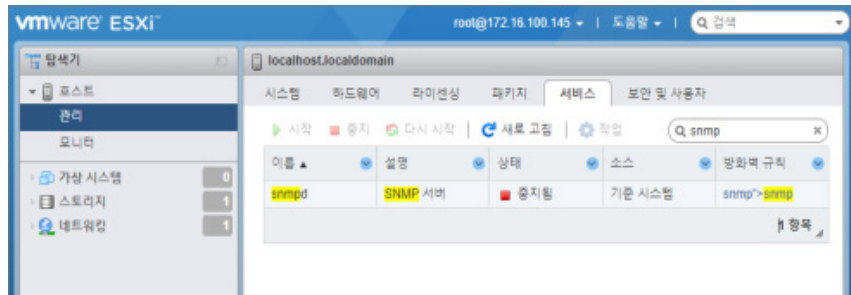 vmware ESXi™
root@172.16.100.145 | 도움말 | 검색
탐색기
호스트
관리
모니터
가상 시스템 0
스토리지 1
네트워킹 1
localhost.localdomain
시스템 하드웨어 라이센싱 패키지 서비스 보안 및 사용자
시작 중지 다시 시작 | 새로 고침 | 작업 snmp x
이름 설명 상태 소스 방화벽 규칙
snmpd SNMP 서버 중지됨 기준 시스템 snmp">snmp
항목